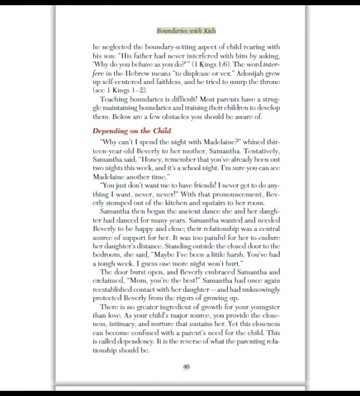 Boundaries with Kids
he neglected the boundary-setting aspect of child rearing with
his son: "His father had never interfered with him by asking,
'Why do you behave as you do?'" (1 Kings 1:6). The word inter-
fere in the Hebrew means "to displease or vex." Adonijah grew
up self-centered and faithless, and he tried to usurp the throne
(see 1 Kings 1–2).
Teaching boundaries is difficult! Most parents have a strug-
gle maintaining boundaries and training their children to develop
them. Below are a few obstacles you should be aware of.
Depending on the Child
"Why can't I spend the night with Madelaine?" whined thir-
teen-year-old Beverly to her mother, Samantha. Tentatively,
Samantha said, "Honey, remember that you've already been out
two nights this week, and it's a school night. I'm sure you can see
Madelaine another time."
"You just don't want me to have friends! I never get to do any-
thing I want, never, never!" With that pronouncement, Bev-
erly stomped out of the kitchen and upstairs to her room.
Samantha then began the ancient dance she and her daugh-
ter had danced for many years. Samantha wanted and needed
Beverly to be happy and close; their relationship was a central
source of support for her. It was too painful for her to endure
her daughter's distance. Standing outside the closed door to the
bedroom, she said, "Maybe I've been a little harsh. You've had
a tough week. I guess one more night won't hurt."
The door burst open, and Beverly embraced Samantha and
exclaimed, "Mom, you're the best!" Samantha had once again
reestablished contact with her daughter—and had unknowingly
protected Beverly from the rigors of growing up.
There is no greater ingredient of growth for your youngster
than love. As your child's major source, you provide the close-
ness, intimacy, and nurture that sustains her. Yet this closeness
can become confused with a parent's need for the child. This
is called dependency. It is the reverse of what the parenting rela-
tionship should be.
46